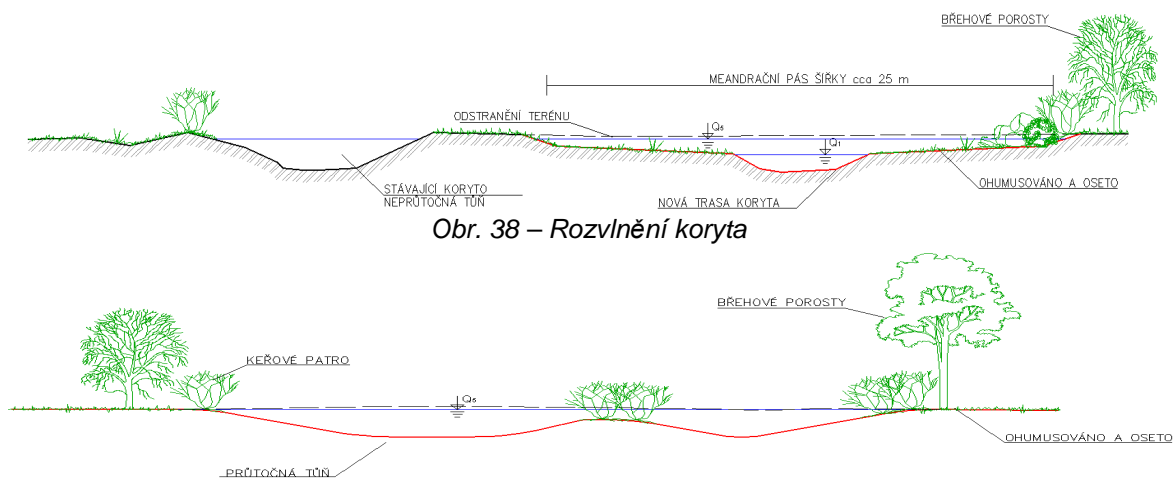 BŘEHOVÉ POROSTY
MEANDRAČNÍ PÁS ŠÍŘKY cca 25 m
ODSTRANĚNÍ TERÉNU
Q5
Q1
STÁVAJÍCÍ KORYTO
NEPRŮTOČNÁ TŮŇ
NOVÁ TRASA KORYTA
OHUMUSOVÁNO A OSETO
Obr. 38 – Rozvlnění koryta
BŘEHOVÉ POROSTY
KEŘOVÉ PATRO
Q5
OHUMUSOVÁNO A OSETO
PRŮTOČNÁ TŮŇ